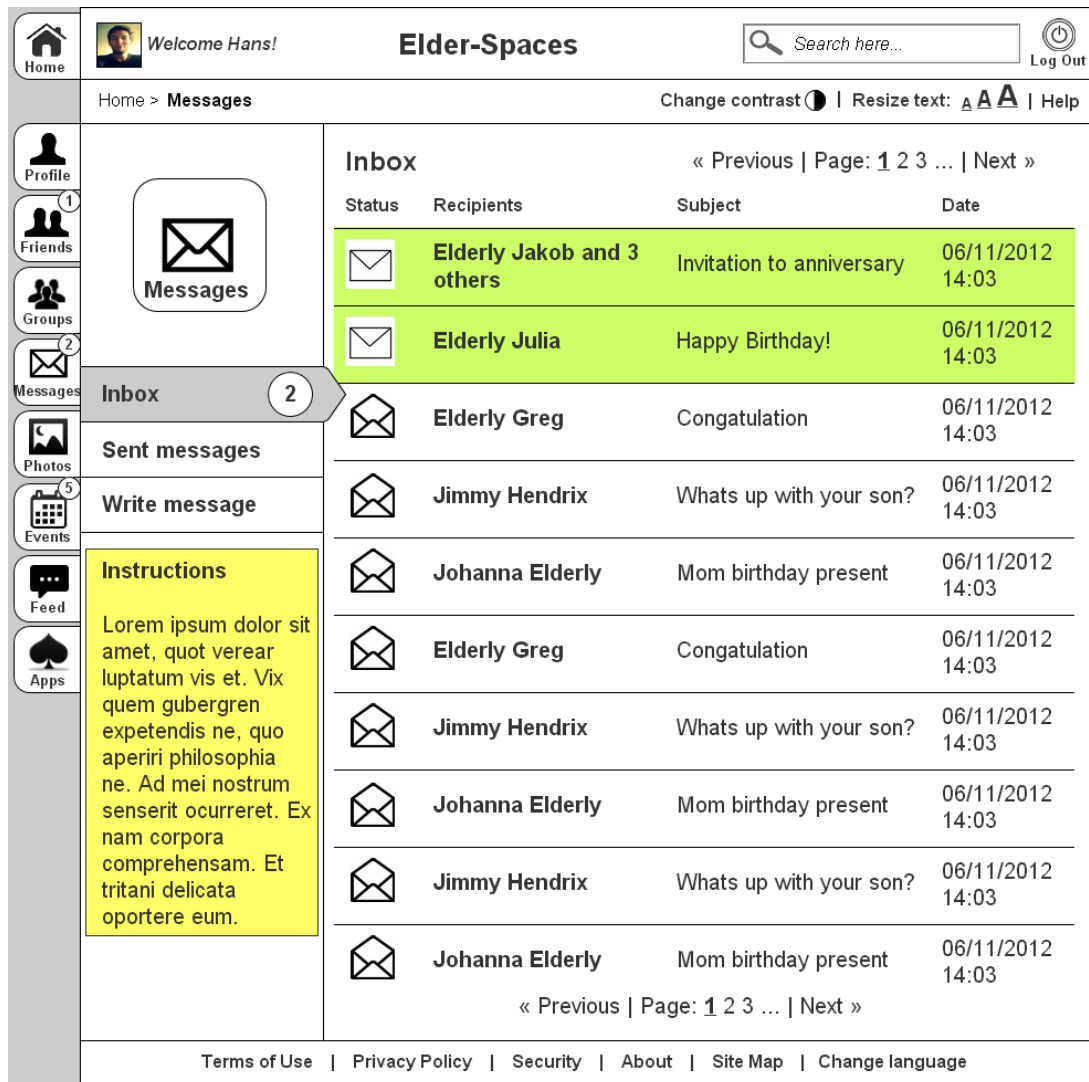 Home
Welcome Hans!
Elder-Spaces
Search here...
Log Out
Home > Messages
Change contrast | Resize text: A A A | Help
Profile
1
Friends
Groups
2
Messages
Photos
5
Events
Feed
Apps
Messages
Inbox 2
Sent messages
Write message
Instructions
Lorem ipsum dolor sit
amet, quot verear
luptatum vis et. Vix
quem gubergren
expetendis ne, quo
aperiri philosophia
ne. Ad mei nostrum
senserit ocurreret. Ex
nam corpora
comprehensam. Et
tritani delicata
oportere eum.
Inbox
« Previous | Page: 1 2 3 ... | Next »
Status Recipients Subject Date
Elderly Jakob and 3
others
Invitation to anniversary
06/11/2012
14:03
Elderly Julia
Happy Birthday!
06/11/2012
14:03
Elderly Greg
Congatulation
06/11/2012
14:03
Jimmy Hendrix
Whats up with your son?
06/11/2012
14:03
Johanna Elderly
Mom birthday present
06/11/2012
14:03
Elderly Greg
Congatulation
06/11/2012
14:03
Jimmy Hendrix
Whats up with your son?
06/11/2012
14:03
Johanna Elderly
Mom birthday present
06/11/2012
14:03
Jimmy Hendrix
Whats up with your son?
06/11/2012
14:03
Johanna Elderly
Mom birthday present
06/11/2012
14:03
« Previous | Page: 1 2 3 ... | Next »
Terms of Use | Privacy Policy | Security | About | Site Map | Change language